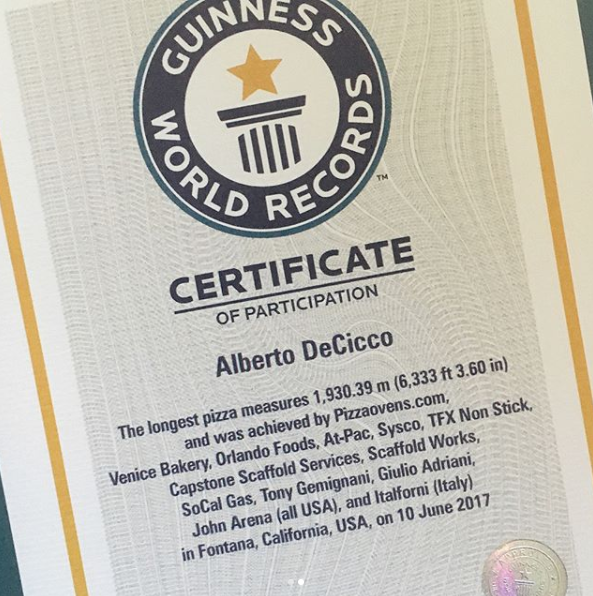 GUINNESS
WORLD RECORDS
™
CERTIFICATE
OF PARTICIPATION
Alberto DeCicco
The longest pizza measures 1,930.39 m (6,333 ft 3.60 in)
and was achieved by Pizzaovens.com,
Venice Bakery, Orlando Foods, At-Pac, Sysco, TFX Non Stick,
Capstone Scaffold Services, Scaffold Works,
SoCal Gas, Tony Gemignani, Giulio Adriani,
John Arena (all USA), and Italforni (Italy)
in Fontana, California, USA, on 10 June 2017